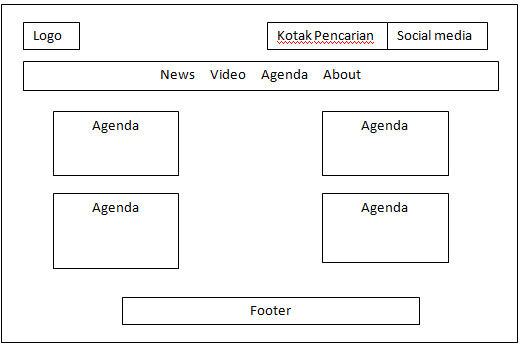 Logo
Kotak Pencarian
Social media
News Video Agenda About
Agenda
Agenda
Agenda
Agenda
Footer